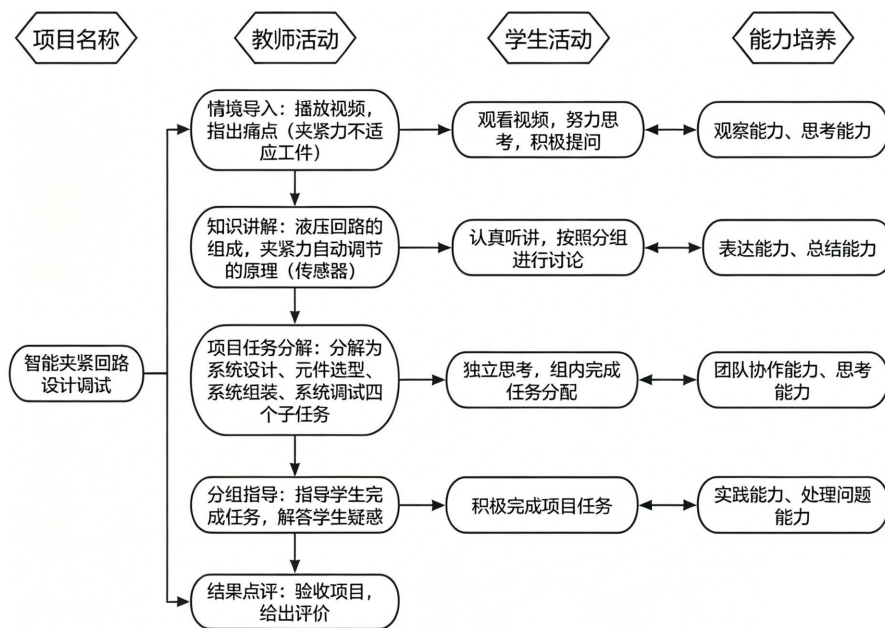 项目名称
教师活动
学生活动
能力培养
情境导入：播放视频，
指出痛点（夹紧力不适
应工件）
观看视频，努力思
考，积极提问
观察能力、思考能力
知识讲解：液压回路的
组成，夹紧力自动调节
的原理（传感器）
认真听讲，按照分组
进行讨论
表达能力、总结能力
智能夹紧回路
设计调试
项目任务分解：分解为
系统设计、元件选型、
系统组装、系统调试四
个子任务
独立思考，组内完成
任务分配
团队协作能力、思考
能力
分组指导：指导学生完
成任务，解答学生疑惑
积极完成项目任务
实践能力、处理问题
能力
结果点评：验收项目，
给出评价